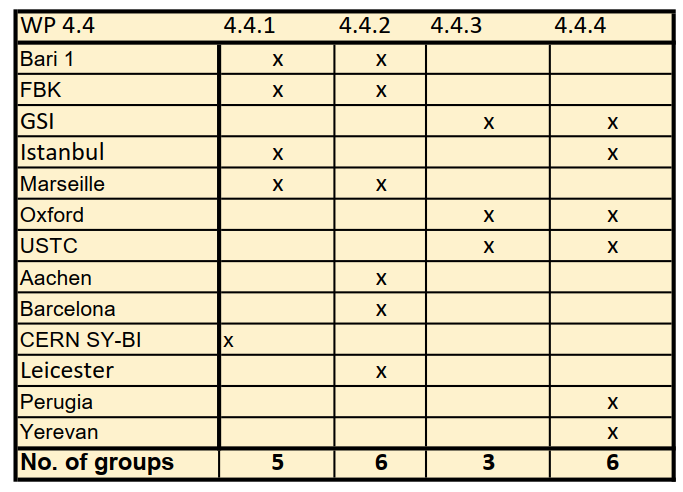 WP 4.4 4.4.1 4.4.2 4.4.3 4.4.4
Bari 1 x x
FBK x x
GSI x x
Istanbul x x
Marseille x x
Oxford x x
USTC x x
Aachen x
Barcelona x
CERN SY-BI x
Leicester x
Perugia x
Yerevan x
No. of groups 5 6 3 6